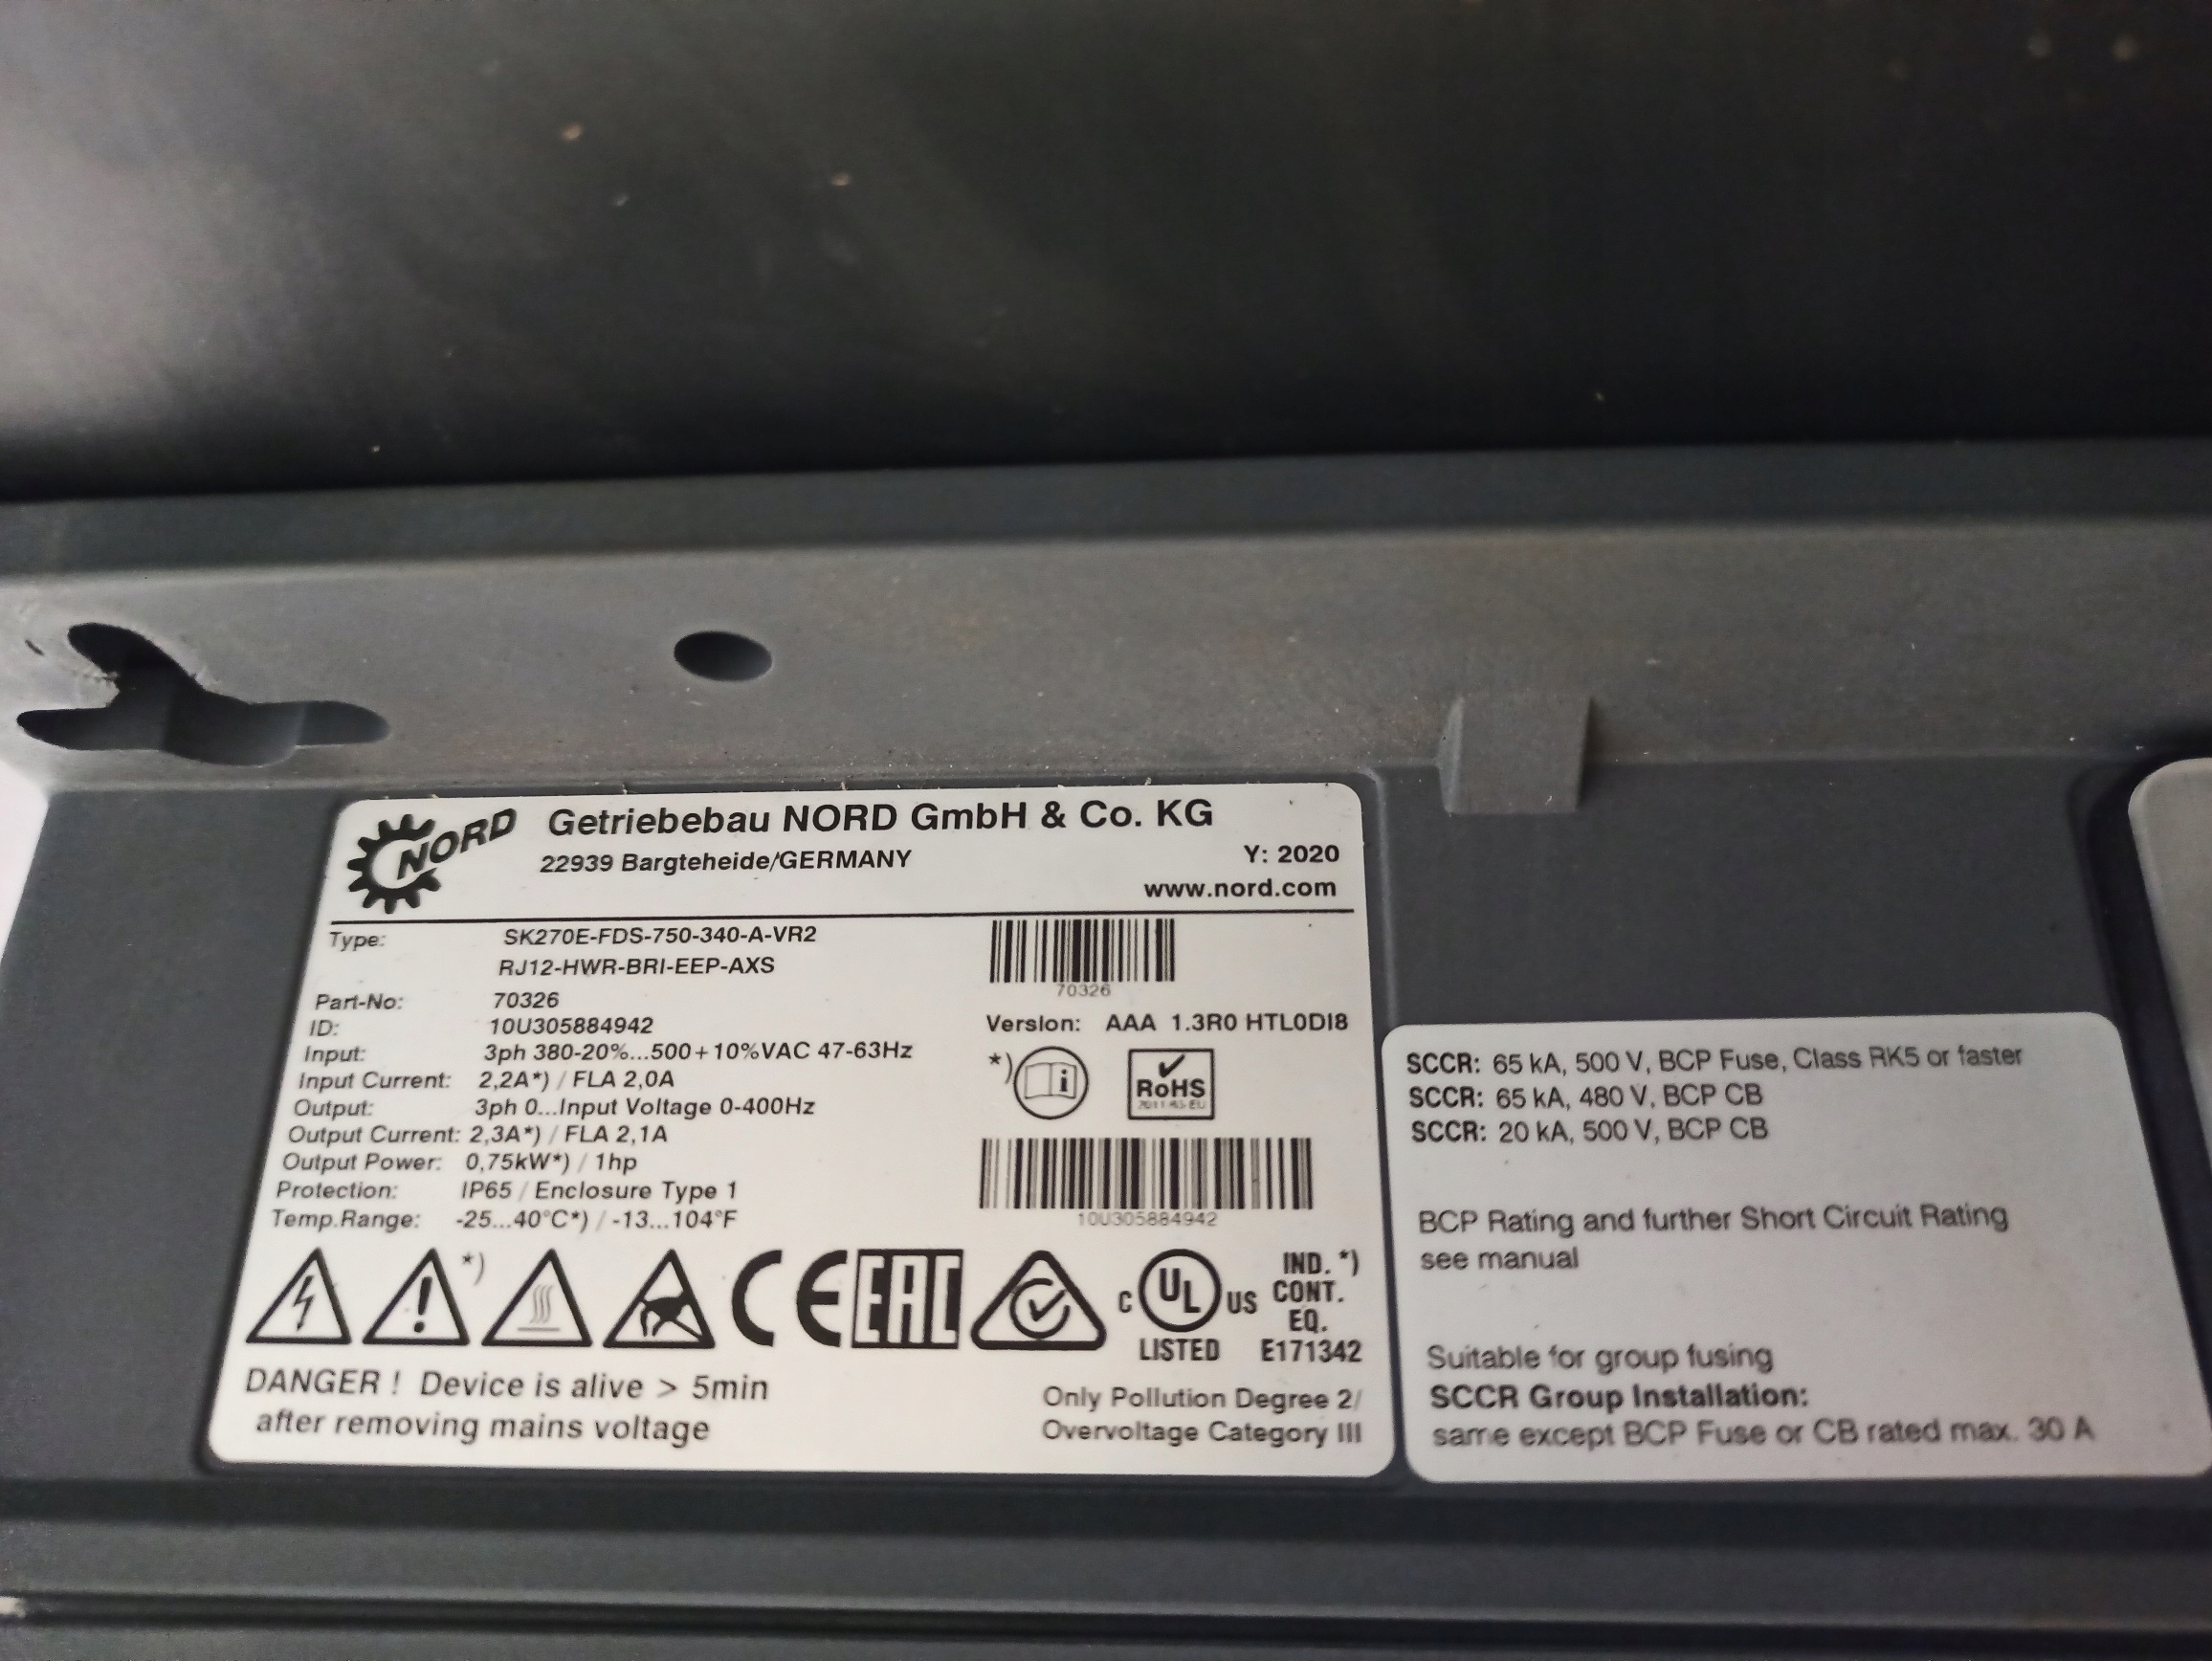 NORD
Getriebebau NORD GmbH & Co. KG
22939 Bargteheide/GERMANY
Y: 2020
www.nord.com
Type: SK270E-FDS-750-340-A-VR2
RJ12-HWR-BRI-EEP-AXS
70326
Part-No: 70326
ID: 10U305884942
Version: AAA 1.3R0 HTL0DI8
Input: 3ph 380-20%...500+10%VAC 47-63Hz
Input Current: 2,2A*) / FLA 2,0A
Output: 3ph 0...Input Voltage 0-400Hz
Output Current: 2,3A*) / FLA 2,1A
Output Power: 0,75kW*) / 1hp
Protection: IP65 / Enclosure Type 1
Temp.Range: -25...40°C*) / -13...104°F
*) i
RoHS
2011/65/EU
10U305884942
*)
CE EAC
C UL US
LISTED
IND. *)
CONT.
EQ.
E171342
DANGER ! Device is alive > 5min
after removing mains voltage
Only Pollution Degree 2/
Overvoltage Category III
SCCR: 65 kA, 500 V, BCP Fuse, Class RK5 or faster
SCCR: 65 kA, 480 V, BCP CB
SCCR: 20 kA, 500 V, BCP CB
BCP Rating and further Short Circuit Rating
see manual
Suitable for group fusing
SCCR Group Installation:
same except BCP Fuse or CB rated max. 30 A